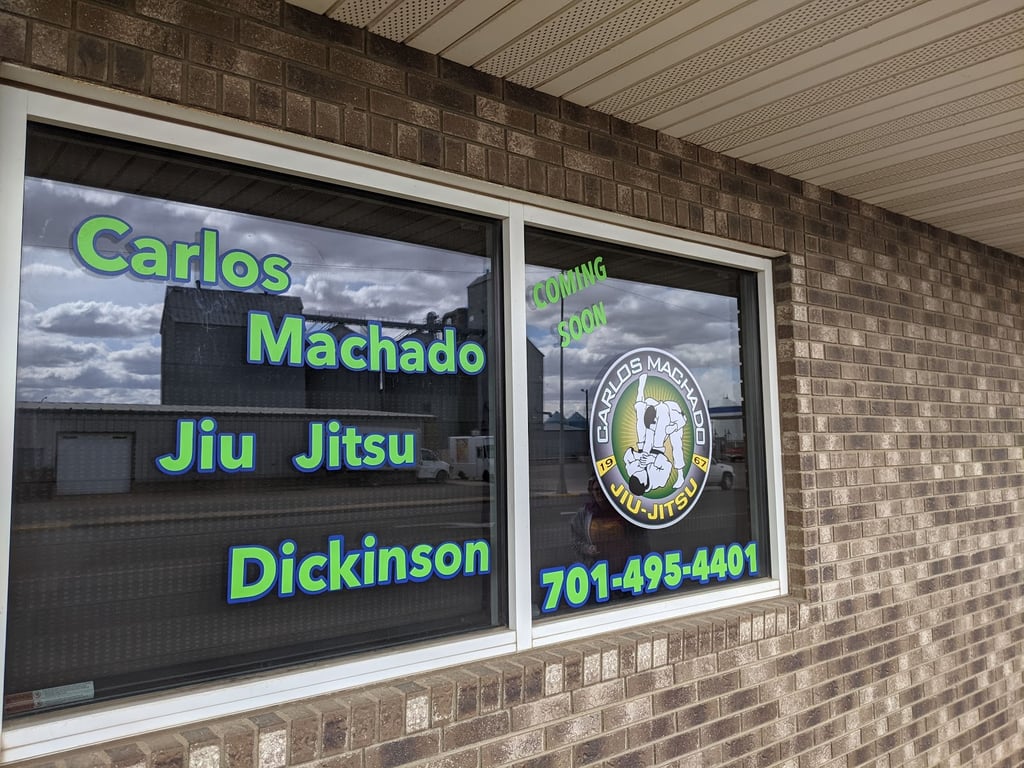 Carlos
Machado
Jiu Jitsu
Dickinson
COMING
SOON
CARLOS MACHADO
19 67
JIU-JITSU
701-495-4401